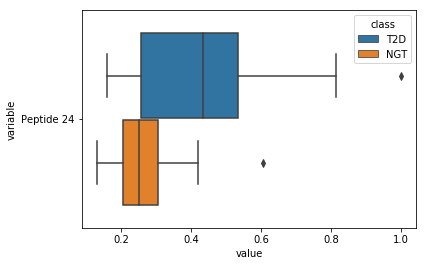 class
T2D
NGT
variable
Peptide 24
0.2 0.4 0.6 0.8 1.0
value